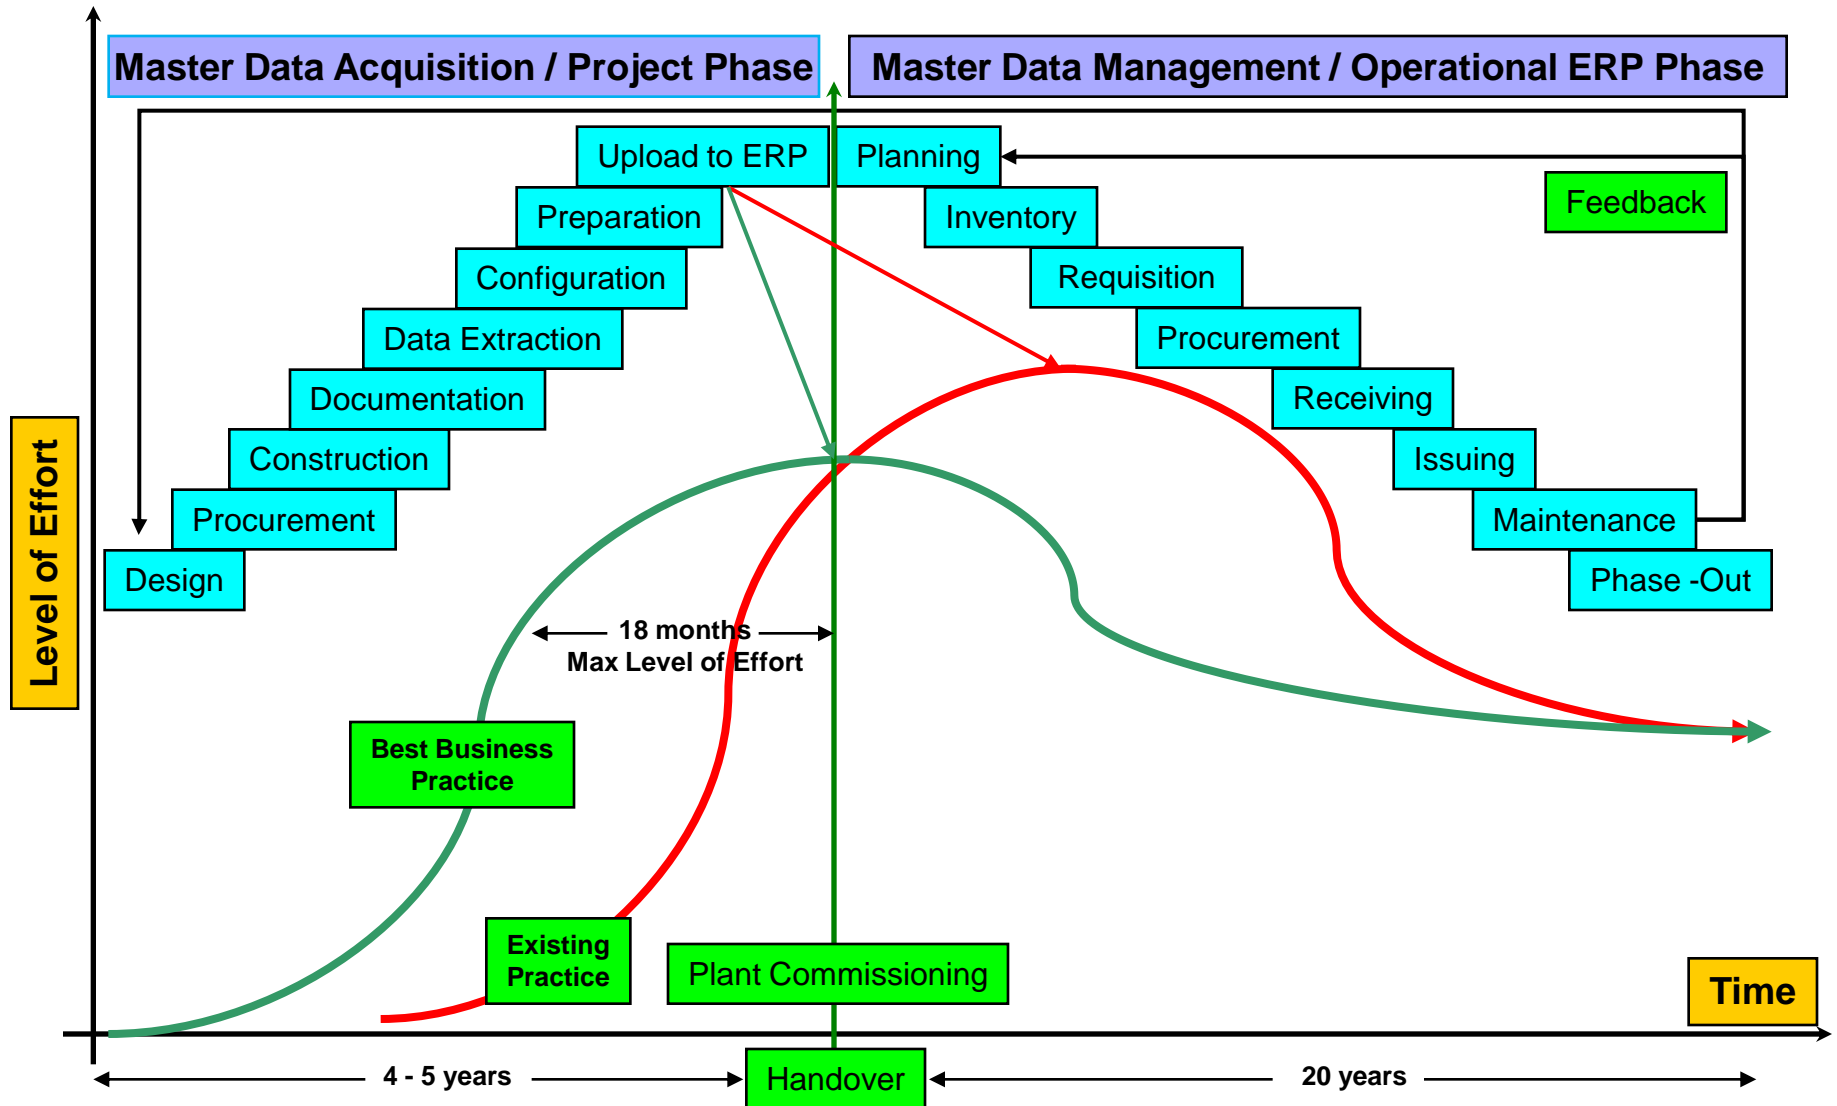 Master Data Acquisition / Project Phase
Master Data Management / Operational ERP Phase
Upload to ERP
Planning
Preparation
Inventory
Feedback
Configuration
Requisition
Data Extraction
Procurement
Documentation
Receiving
Construction
Issuing
Procurement
Maintenance
Design
Phase -Out
Level of Effort
18 months
Max Level of Effort
Best Business
Practice
Existing
Practice
Plant Commissioning
Time
4 - 5 years
Handover
20 years